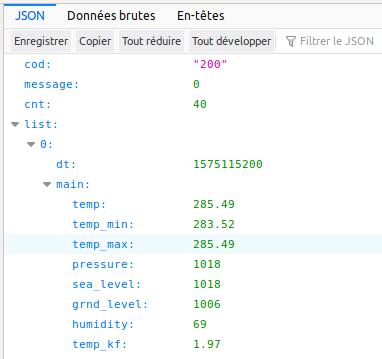 JSON Données brutes En-têtes
Enregistrer Copier Tout réduire Tout développer Filtrer le JSON
cod: "200"
message: 0
cnt: 40
list:
0:
dt: 1575115200
main:
temp: 285.49
temp_min: 283.52
temp_max: 285.49
pressure: 1018
sea_level: 1018
grnd_level: 1006
humidity: 69
temp_kf: 1.97